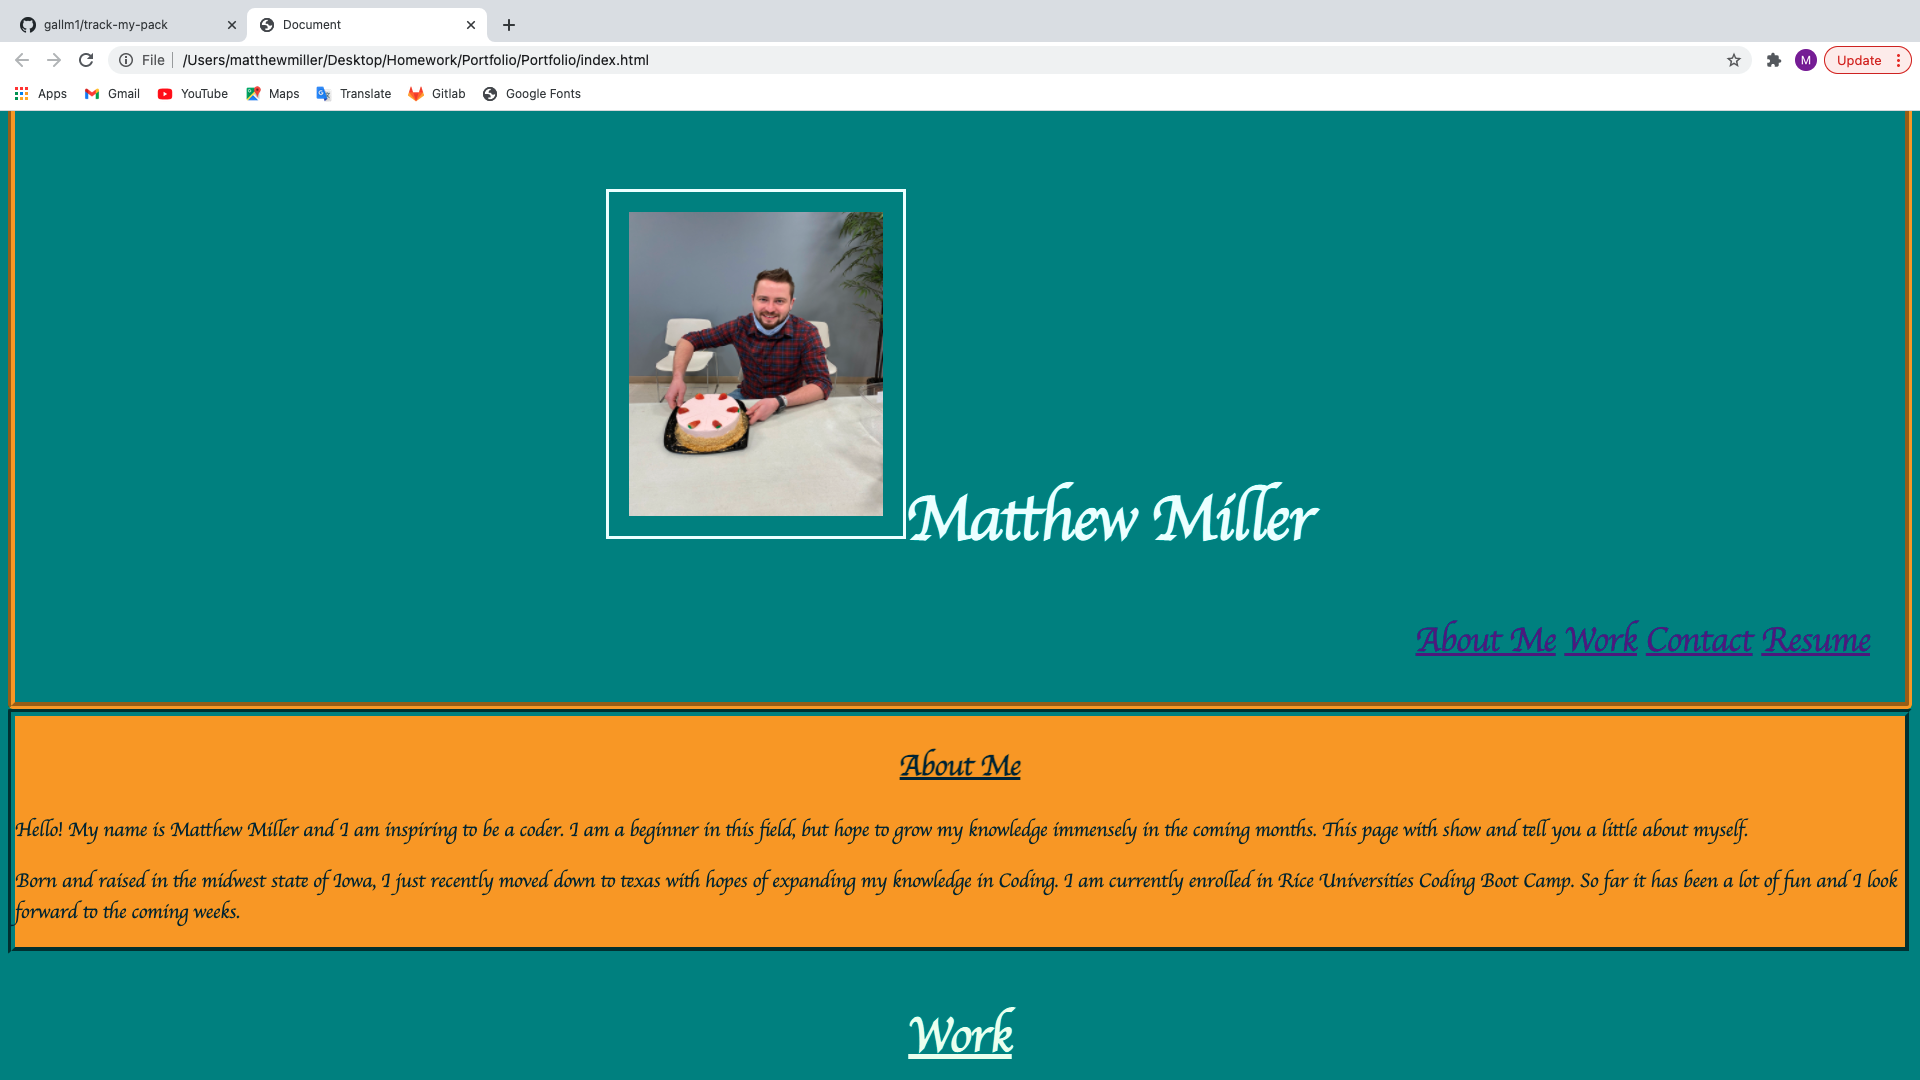 gallm1/track-my-pack
Document
File
/Users/matthewmiller/Desktop/Homework/Portfolio/Portfolio/index.html
M
Update
Apps
Gmail
YouTube
Maps
Translate
Gitlab
Google Fonts
Matthew Miller
About Me Work Contact Resume
About Me
Hello! My name is Matthew Miller and I am inspiring to be a coder. I am a beginner in this field, but hope to grow my knowledge immensely in the coming months. This page with show and tell you a little about myself.
Born and raised in the midwest state of Iowa, I just recently moved down to texas with hopes of expanding my knowledge in Coding. I am currently enrolled in Rice Universities Coding Boot Camp. So far it has been a lot of fun and I look
forward to the coming weeks.
Work